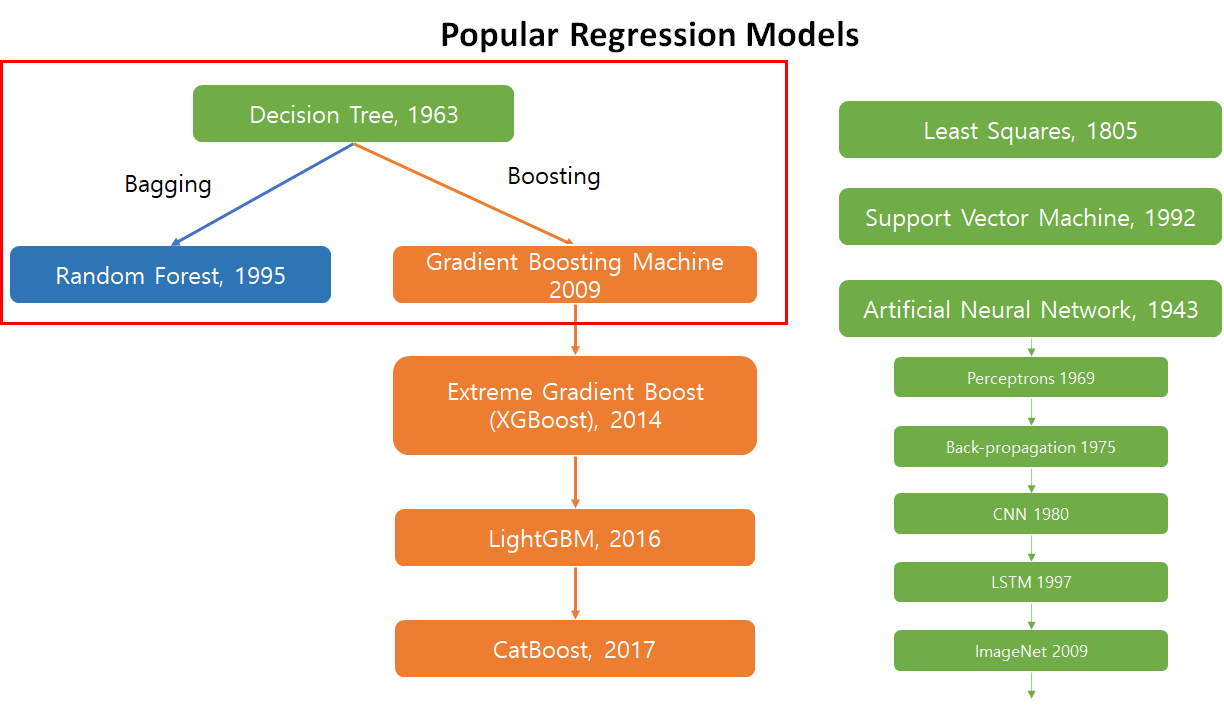 Popular Regression Models
Decision Tree, 1963
Bagging
Boosting
Random Forest, 1995
Gradient Boosting Machine
2009
Extreme Gradient Boost
(XGBoost), 2014
LightGBM, 2016
CatBoost, 2017
Least Squares, 1805
Support Vector Machine, 1992
Artificial Neural Network, 1943
Perceptrons 1969
Back-propagation 1975
CNN 1980
LSTM 1997
ImageNet 2009